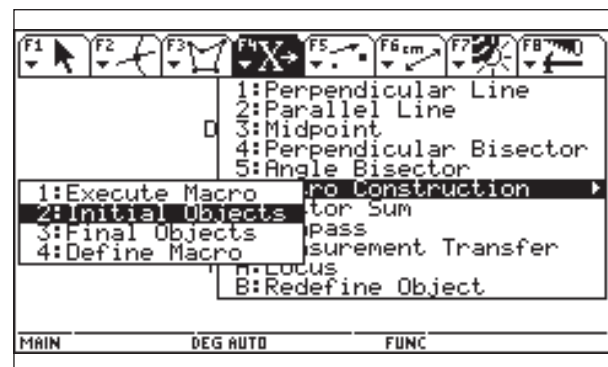 F1 F2 F3 F4 F5 F6 cm F7 F8
1:Perpendicular Line
2:Parallel Line
D 3:Midpoint
4:Perpendicular Bisector
5:Angle Bisector
1:Execute Macro ro Construction
2:Initial Objects tor Sum
3:Final Objects pass
4:Define Macro surement Transfer
A:Locus
B:Redefine Object
MAIN DEG AUTO FUNC